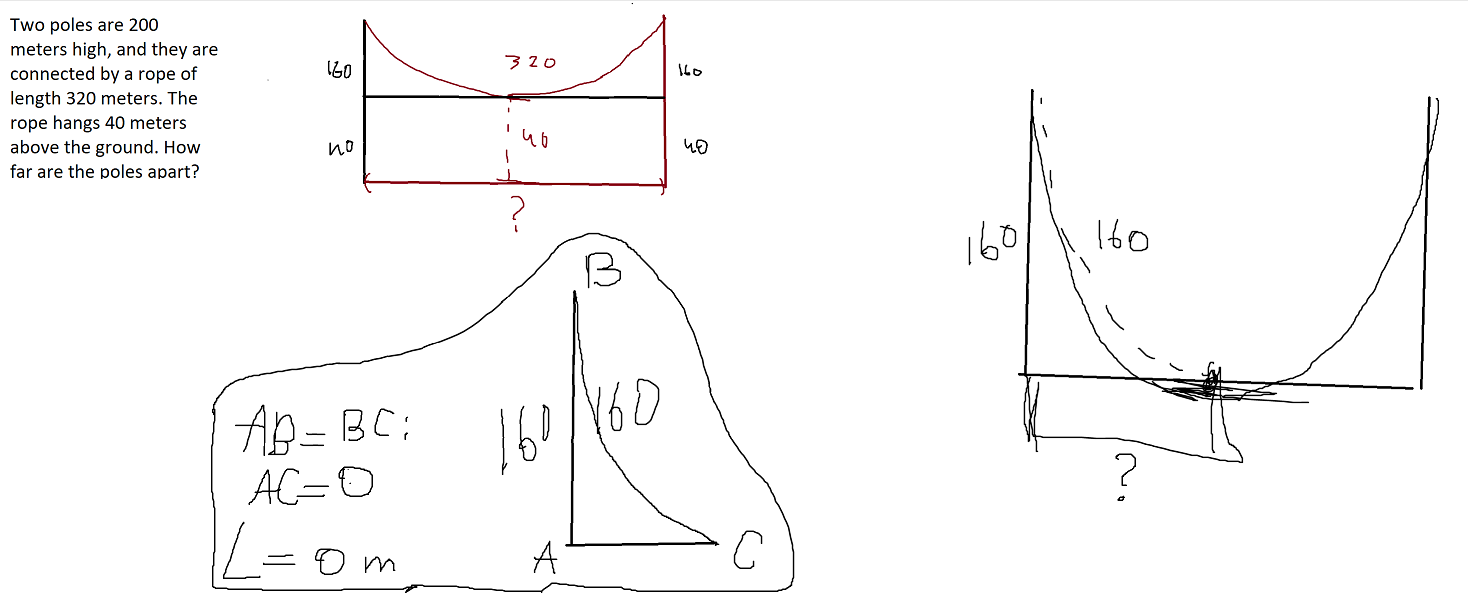 Two poles are 200
meters high, and they are
connected by a rope of
length 320 meters. The
rope hangs 40 meters
above the ground. How
far are the poles apart?
160
320
160
40
40
40
?
B
AB = BC;
AC = 0
L = 0 m
160
160
A
C
160
160
?